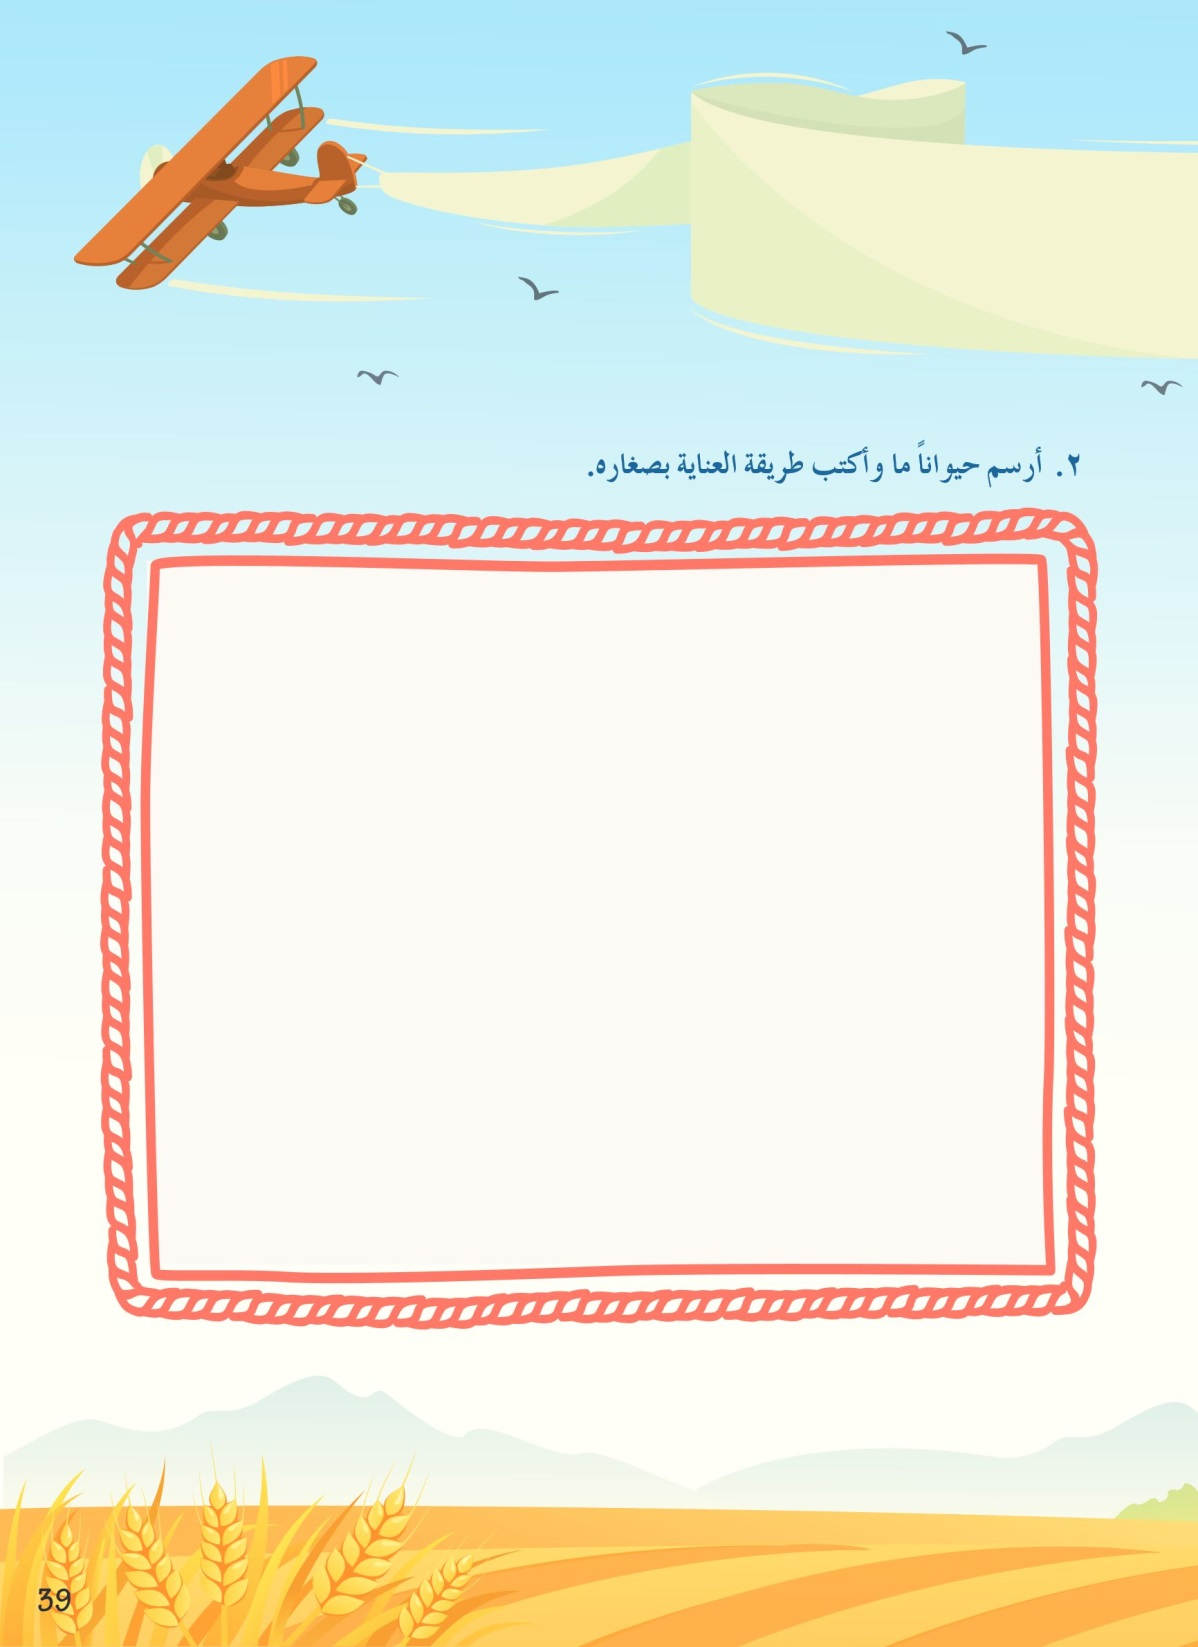 ٢. أرسم حيواناً ما وأكتب طريقة العناية بصغاره.
39